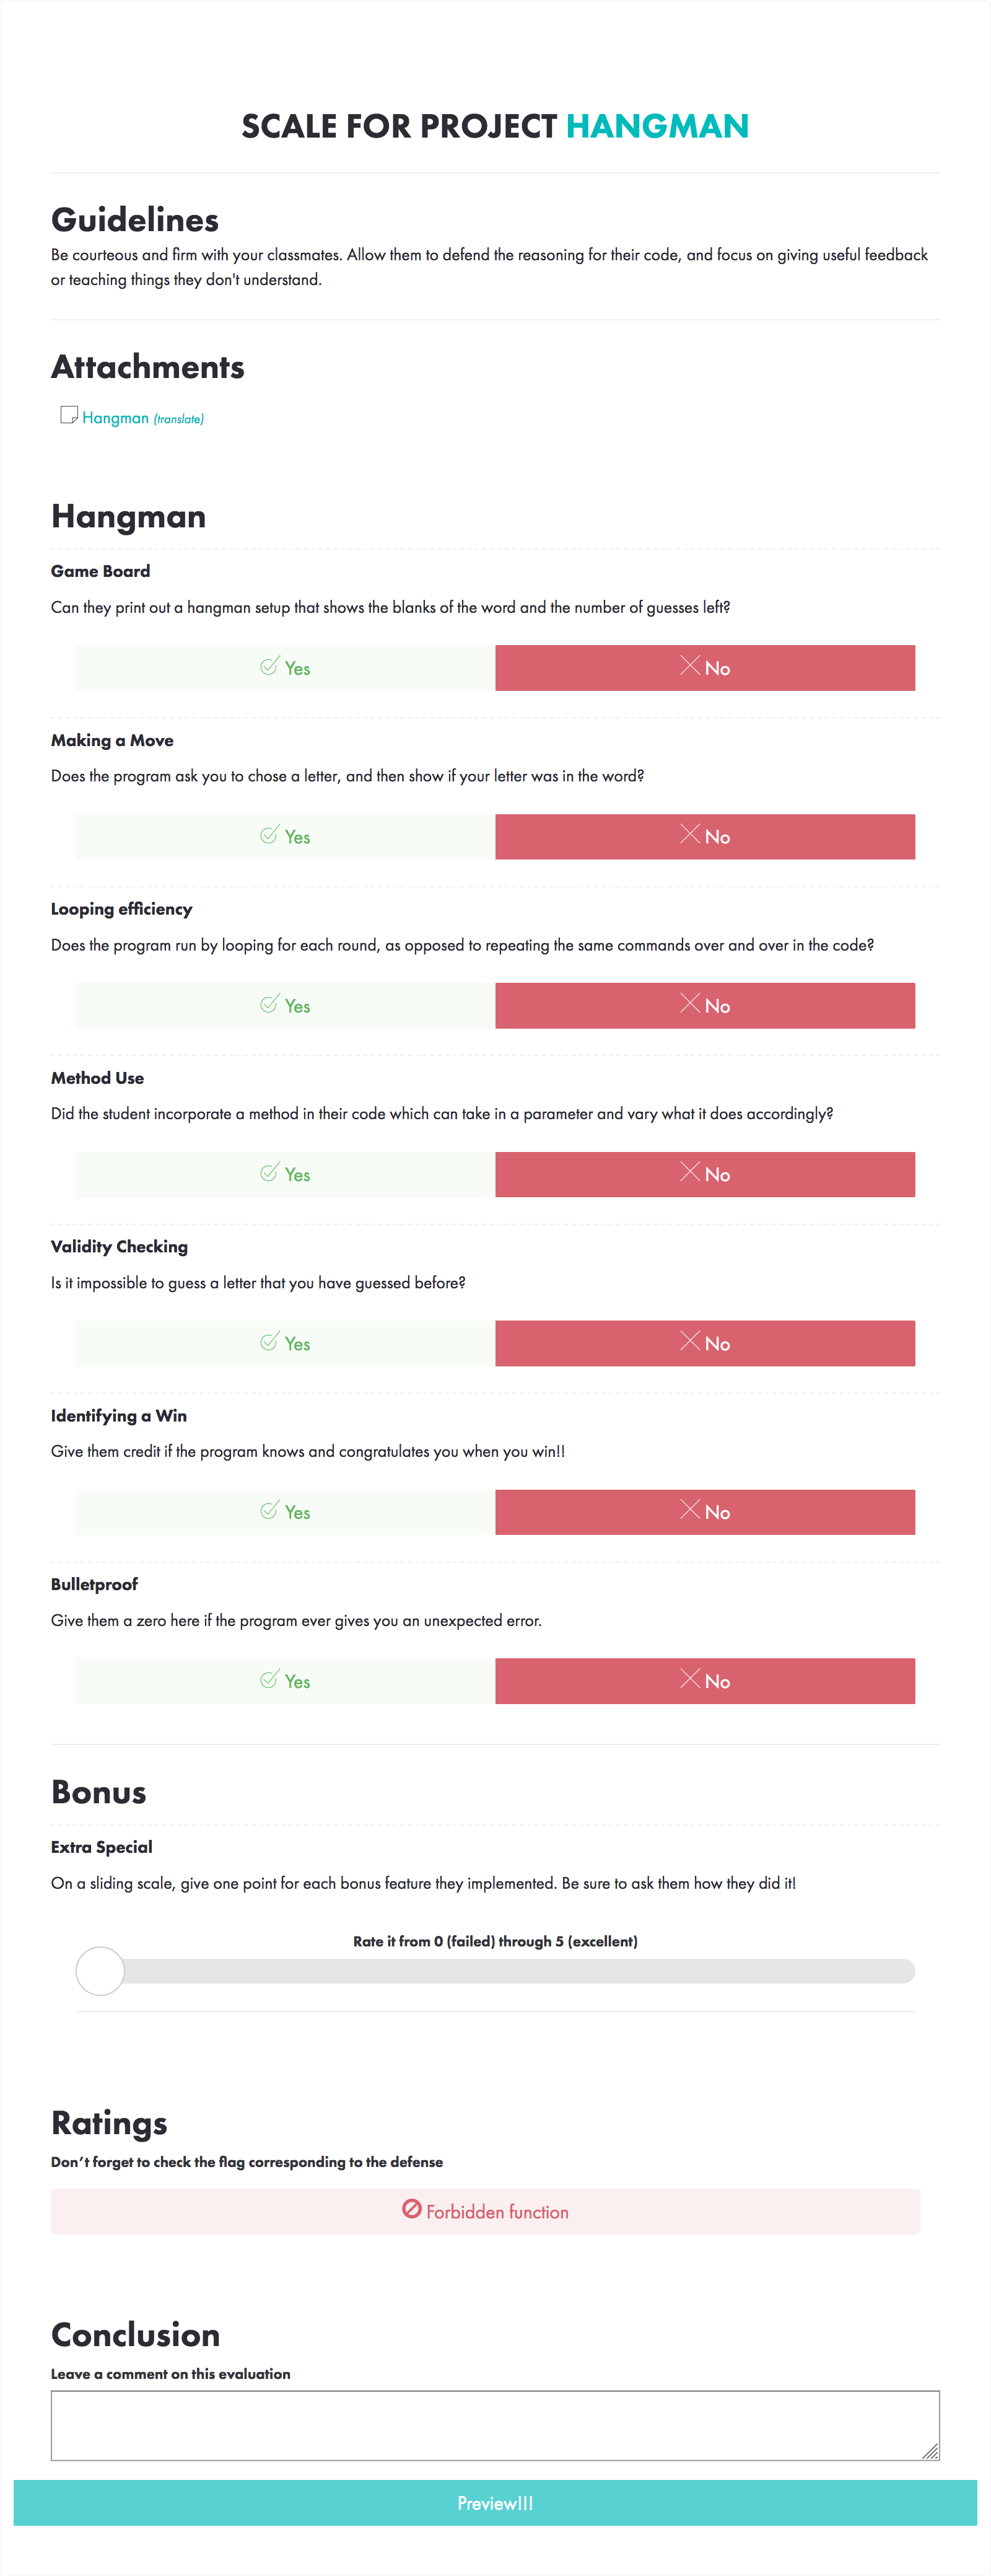 SCALE FOR PROJECT HANGMAN
Guidelines
Be courteous and firm with your classmates. Allow them to defend the reasoning for their code, and focus on giving useful feedback
or teaching things they don't understand.
Attachments
Hangman (translate)
Hangman
Game Board
Can they print out a hangman setup that shows the blanks of the word and the number of guesses left?
Yes No
Making a Move
Does the program ask you to chose a letter, and then show if your letter was in the word?
Yes No
Looping efficiency
Does the program run by looping for each round, as opposed to repeating the same commands over and over in the code?
Yes No
Method Use
Did the student incorporate a method in their code which can take in a parameter and vary what it does accordingly?
Yes No
Validity Checking
Is it impossible to guess a letter that you have guessed before?
Yes No
Identifying a Win
Give them credit if the program knows and congratulates you when you win!!
Yes No
Bulletproof
Give them a zero here if the program ever gives you an unexpected error.
Yes No
Bonus
Extra Special
On a sliding scale, give one point for each bonus feature they implemented. Be sure to ask them how they did it!
Rate it from 0 (failed) through 5 (excellent)
Ratings
Don’t forget to check the flag corresponding to the defense
Forbidden function
Conclusion
Leave a comment on this evaluation
Preview!!!